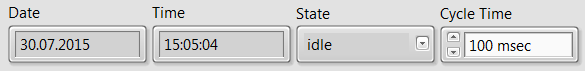 Date Time State Cycle Time
30.07.2015 15:05:04 idle 100 msec